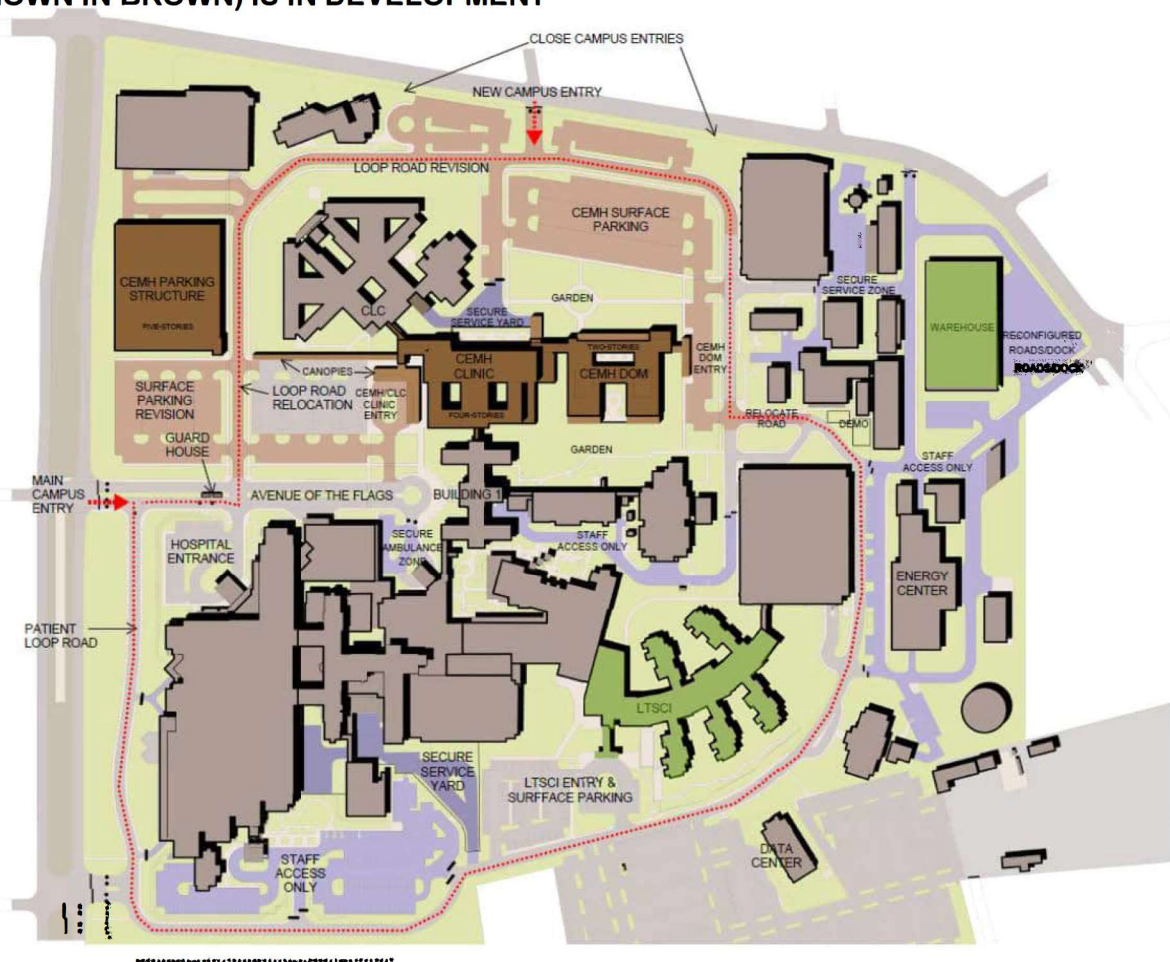 (SHOWN IN BROWN) IS IN DEVELOPMENT
CLOSE CAMPUS ENTRIES
NEW CAMPUS ENTRY
LOOP ROAD REVISION
CEMH SURFACE
PARKING
CEMH PARKING
STRUCTURE
FIVE-STORIES
CLC
GARDEN
SECURE
SERVICE YARD
SECURE
SERVICE ZONE
WAREHOUSE
RECONFIGURED
ROADS/DOCK
ROADS/DOCK
TWO-STORIES
CEMH
CLINIC
CEMH DOM
FOUR-STORIES
CEMH
DOM
ENTRY
CANOPIES
LOOP ROAD
RELOCATION
CEMH/CLC
CLINIC
ENTRY
SURFACE
PARKING
REVISION
RELOCATE
ROAD
DEMO
GUARD
HOUSE
GARDEN
STAFF
ACCESS ONLY
MAIN
CAMPUS
ENTRY
AVENUE OF THE FLAGS
BUILDING 1
HOSPITAL
ENTRANCE
SECURE
AMBULANCE
ZONE
STAFF
ACCESS ONLY
ENERGY
CENTER
PATIENT
LOOP ROAD
LTSCI
SECURE
SERVICE
YARD
LTSCI ENTRY &
SURFFACE PARKING
DATA
CENTER
STAFF
ACCESS
ONLY